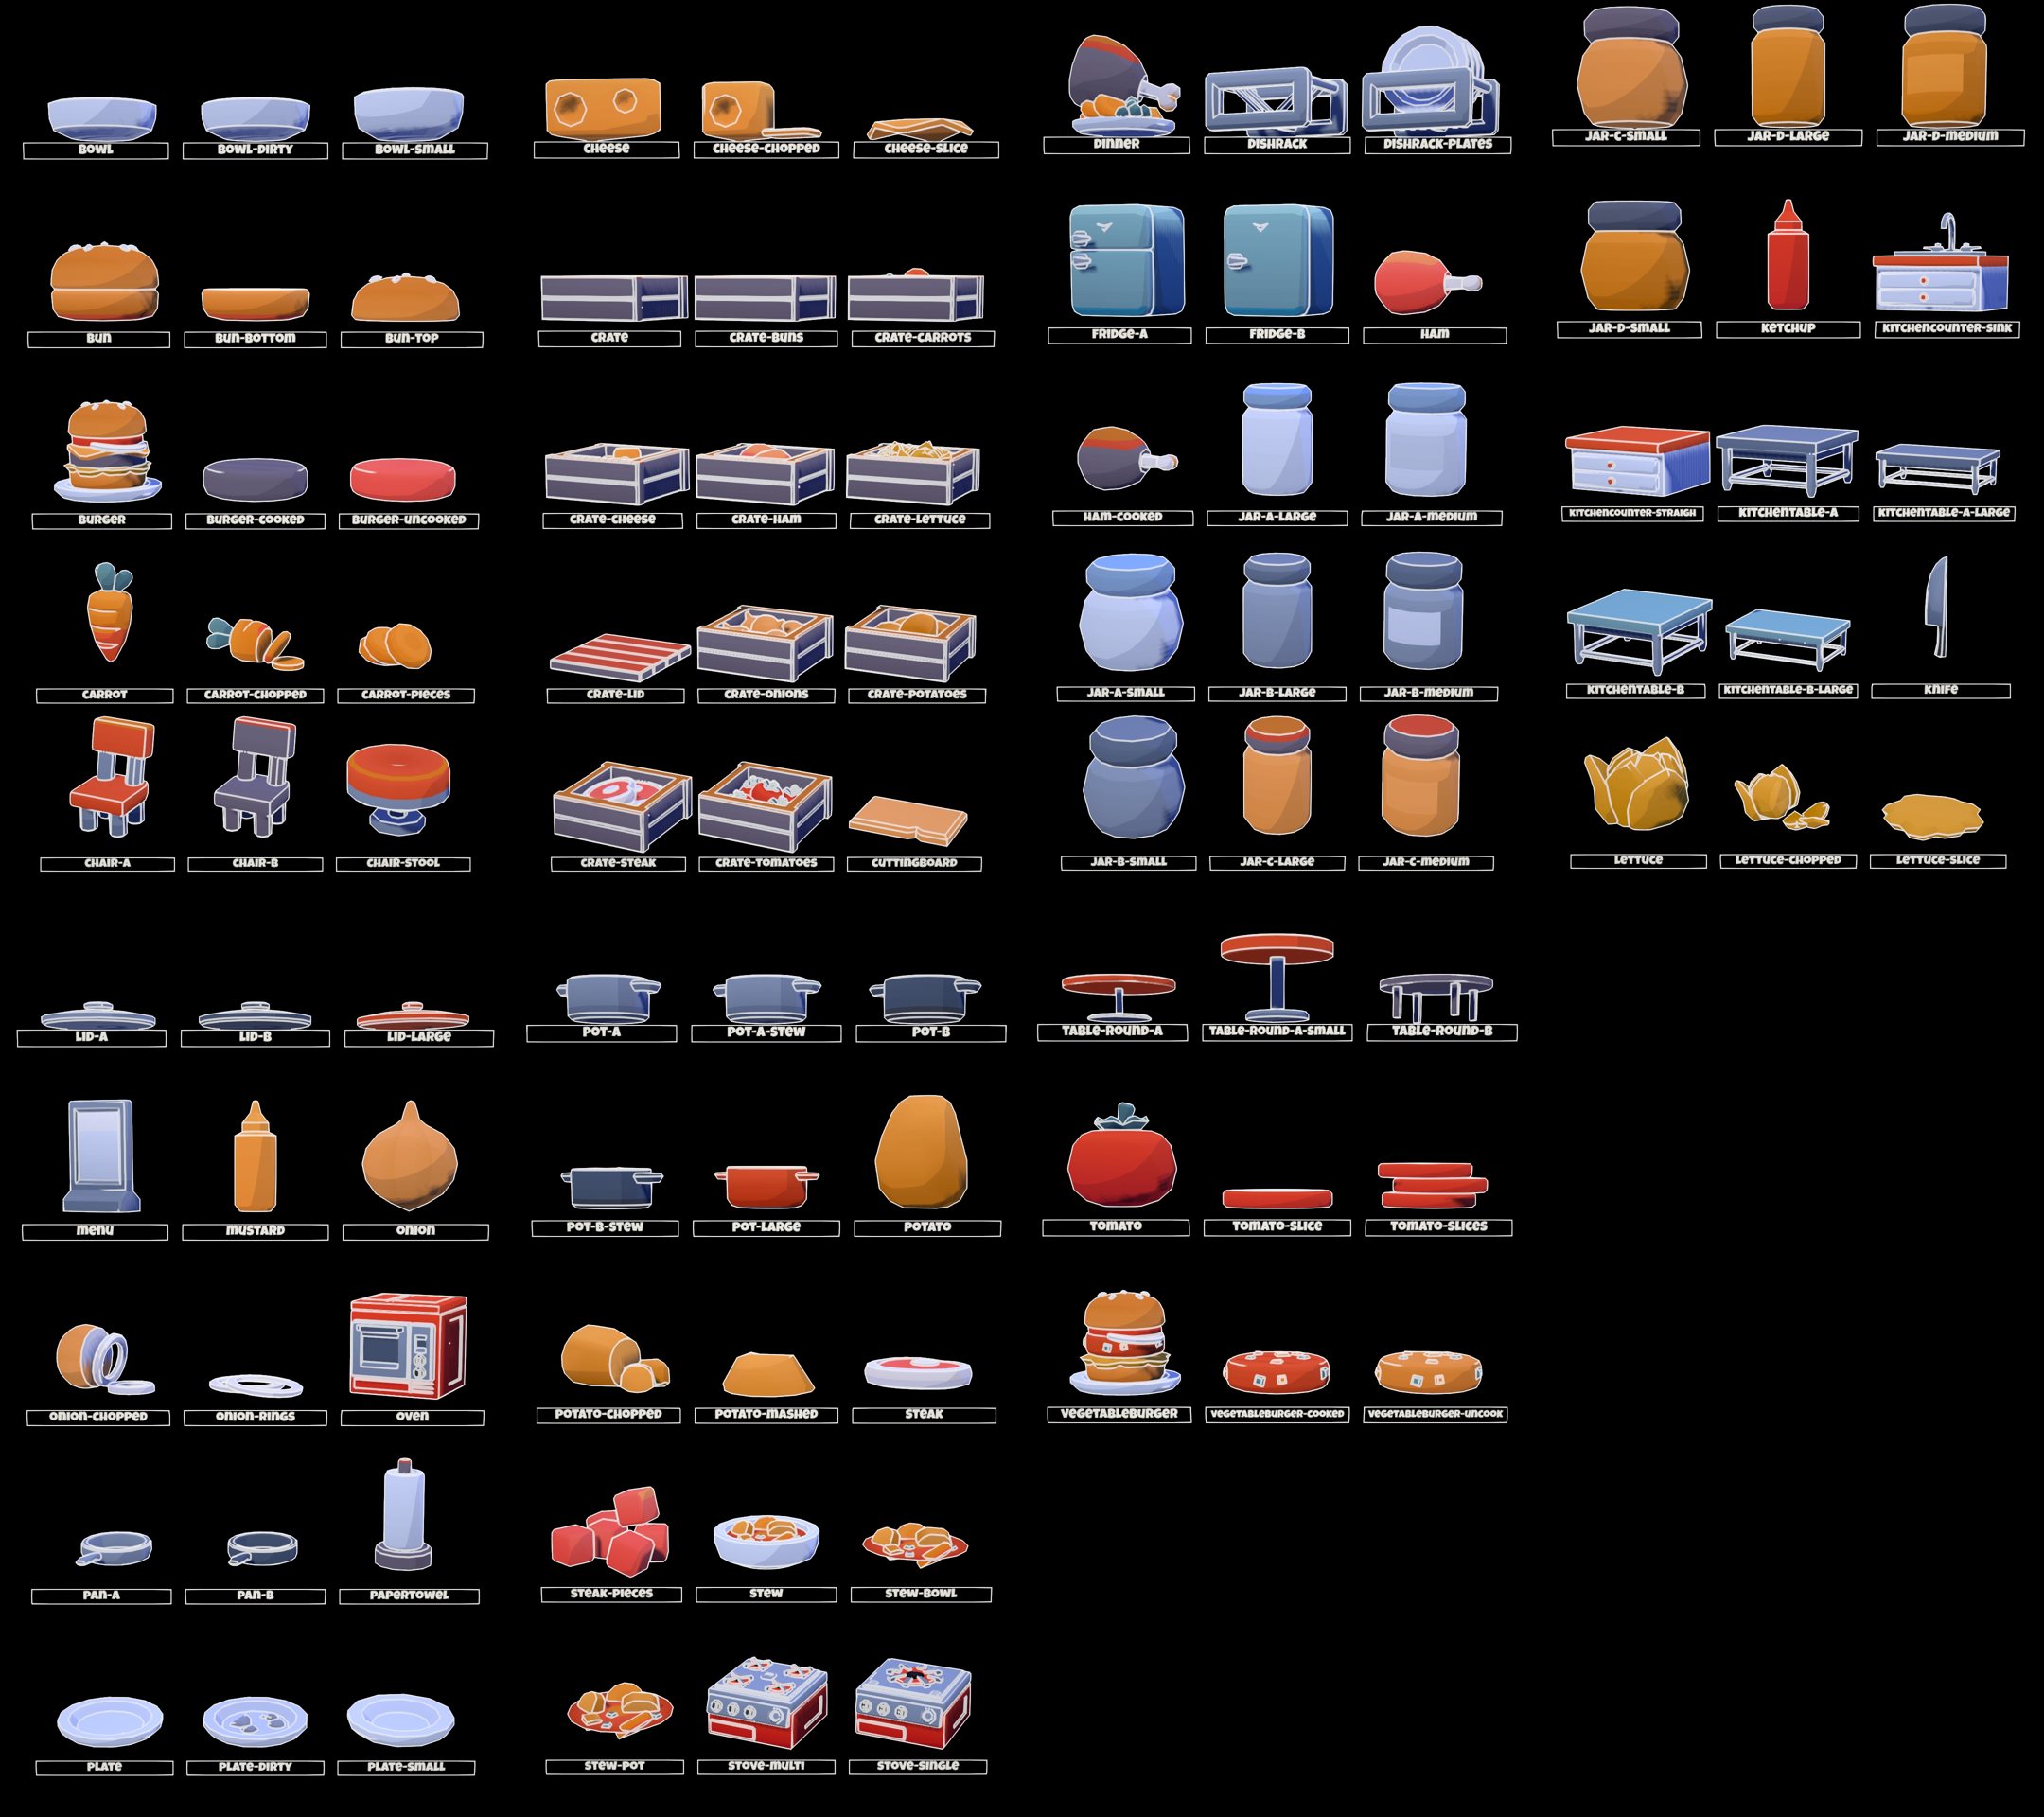 BOWL
BOWL-DIRTY
BOWL-SMALL
CHEESE
CHEESE-CHOPPED
CHEESE-SLICE
DINNER
DISHRACK
DISHRACK-PLATES
JAR-C-SMALL
JAR-D-LARGE
JAR-D-MEDIUM
BUN
BUN-BOTTOM
BUN-TOP
CRATE
CRATE-BUNS
CRATE-CARROTS
FRIDGE-A
FRIDGE-B
HAM
JAR-D-SMALL
KETCHUP
KITCHENCOUNTER-SINK
BURGER
BURGER-COOKED
BURGER-UNCOOKED
CRATE-CHEESE
CRATE-HAM
CRATE-LETTUCE
HAM-COOKED
JAR-A-LARGE
JAR-A-MEDIUM
KITCHENCOUNTER-STRAIGH
KITCHENTABLE-A
KITCHENTABLE-A-LARGE
CARROT
CARROT-CHOPPED
CARROT-PIECES
CRATE-LID
CRATE-ONIONS
CRATE-POTATOES
JAR-A-SMALL
JAR-B-LARGE
JAR-B-MEDIUM
KITCHENTABLE-B
KITCHENTABLE-B-LARGE
KNIFE
CHAIR-A
CHAIR-B
CHAIR-STOOL
CRATE-STEAK
CRATE-TOMATOES
CUTTINGBOARD
JAR-B-SMALL
JAR-C-LARGE
JAR-C-MEDIUM
LETTUCE
LETTUCE-CHOPPED
LETTUCE-SLICE
LID-A
LID-B
LID-LARGE
POT-A
POT-A-STEW
POT-B
TABLE-ROUND-A
TABLE-ROUND-A-SMALL
TABLE-ROUND-B
MENU
MUSTARD
ONION
POT-B-STEW
POT-LARGE
POTATO
TOMATO
TOMATO-SLICE
TOMATO-SLICES
ONION-CHOPPED
ONION-RINGS
OVEN
POTATO-CHOPPED
POTATO-MASHED
STEAK
VEGETABLEBURGER
VEGETABLEBURGER-COOKED
VEGETABLEBURGER-UNCOOK
PAN-A
PAN-B
PAPERTOWEL
STEAK-PIECES
STEW
STEW-BOWL
PLATE
PLATE-DIRTY
PLATE-SMALL
STEW-POT
STOVE-MULTI
STOVE-SINGLE